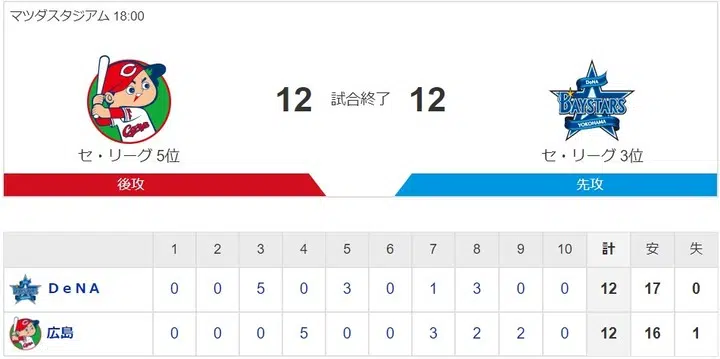 マツダスタジアム 18:00
12 試合終了 12
セ・リーグ 5位 セ・リーグ 3位
後攻 先攻
1 2 3 4 5 6 7 8 9 10 計 安 失
DeNA 0 0 5 0 3 0 1 3 0 0 12 17 0
広島 0 0 0 5 0 0 3 2 2 0 12 16 1
C
Carp
DeNA
BAYSTARS
YOKOHAMA